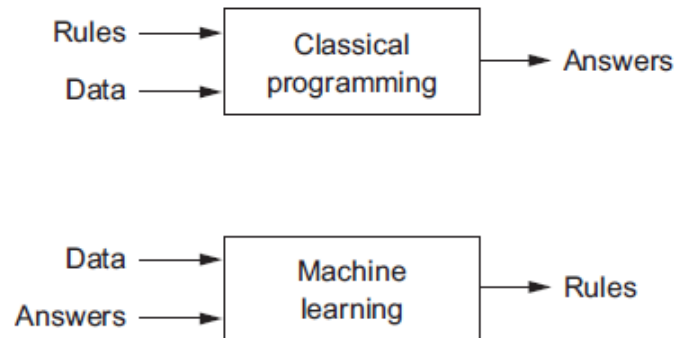 Rules
Data
Classical
programming
Answers
Data
Answers
Machine
learning
Rules